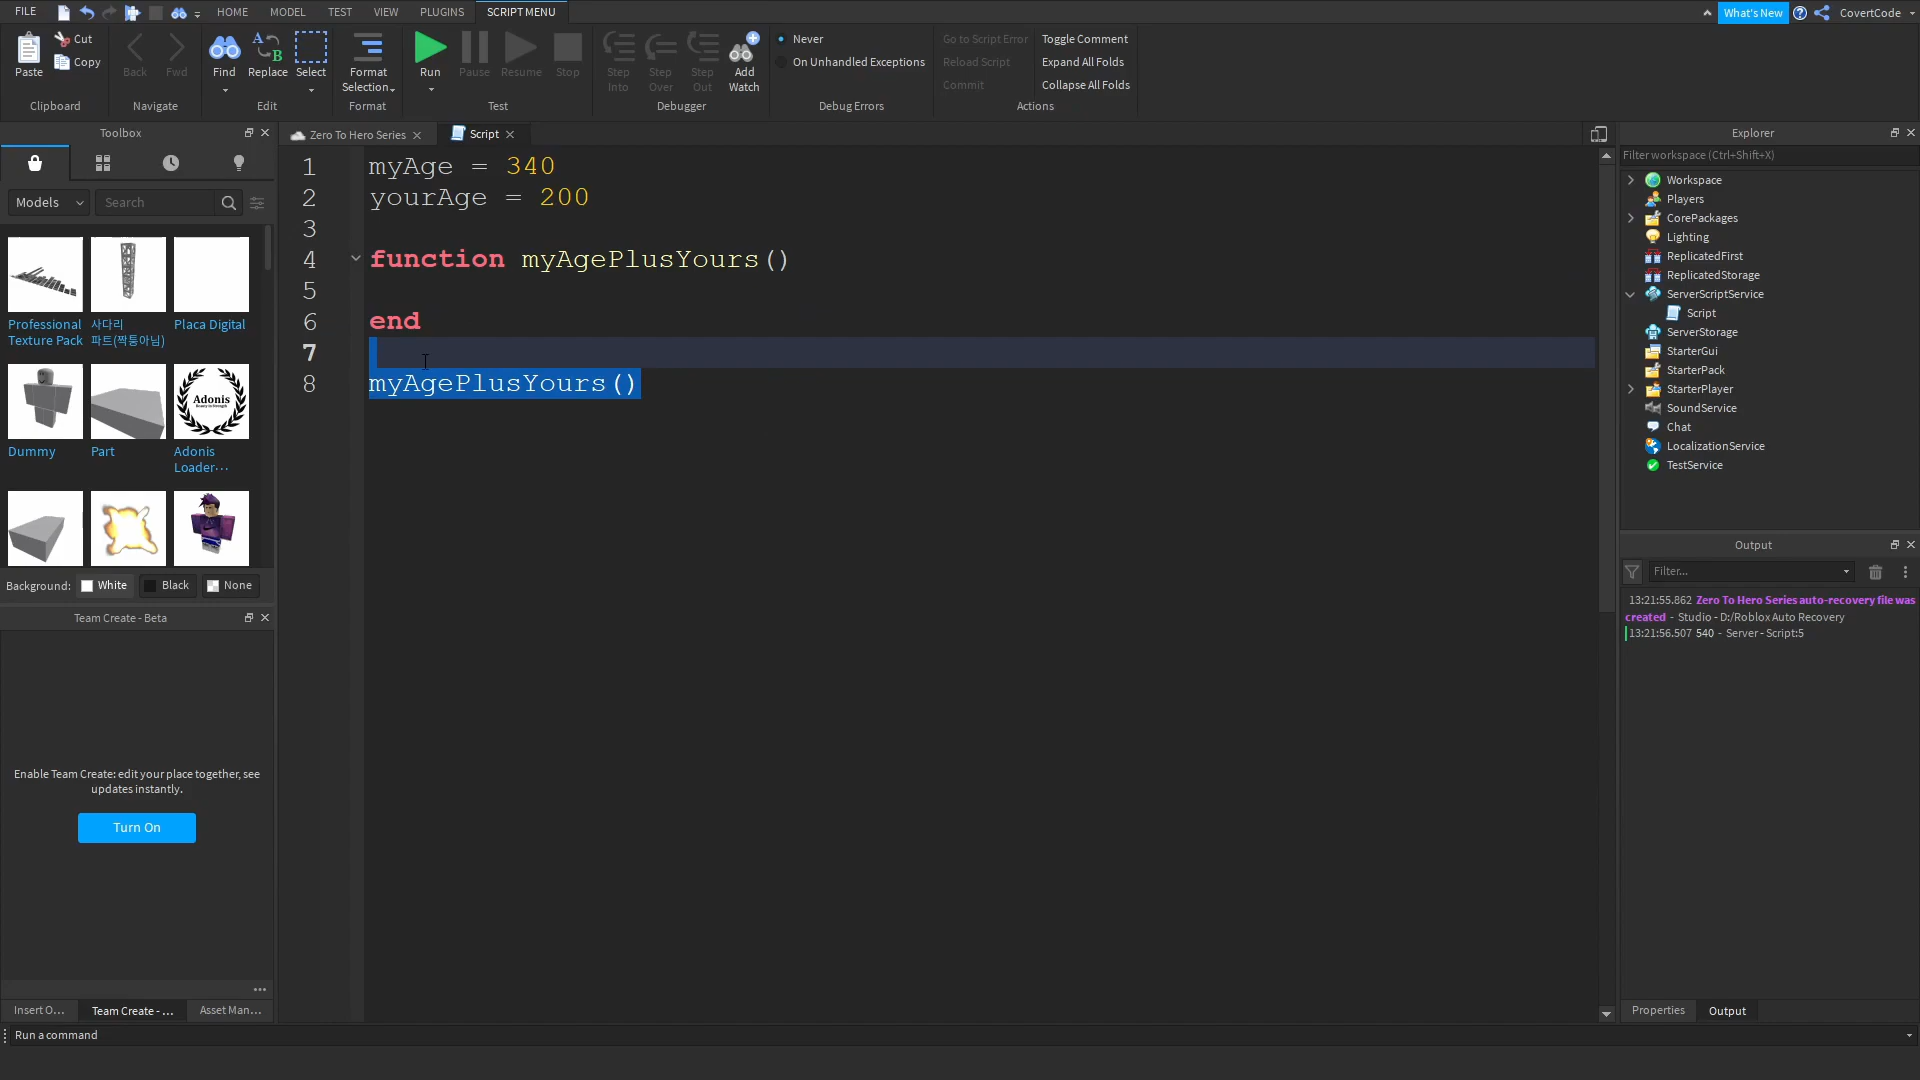 FILE HOME MODEL TEST VIEW PLUGINS SCRIPT MENU What's New CovertCode
Paste Cut Copy
Clipboard
Back Fwd
Navigate
Find Replace Select
Edit
Format Selection
Format
Run Pause Resume Stop
Test
Step Into Step Over Step Out Add Watch
Debugger
Never
On Unhandled Exceptions
Debug Errors
Go to Script Error Toggle Comment
Reload Script Expand All Folds
Commit Collapse All Folds
Actions
Toolbox
Models Search
Professional Texture Pack
사다리 파트(짝퉁아님)
Placa Digital
Dummy
Part
Adonis
Adonis Loader...
Background: White Black None
Team Create - Beta
Enable Team Create: edit your place together, see
updates instantly.
Turn On
...
Insert O... Team Create - ... Asset Man...
Run a command
Zero To Hero Series Script
1 myAge = 340
2 yourAge = 200
3
4 function myAgePlusYours()
5
6 end
7
8 myAgePlusYours()
Explorer
Filter workspace (Ctrl+Shift+X)
Workspace
Players
CorePackages
Lighting
ReplicatedFirst
ReplicatedStorage
ServerScriptService
Script
ServerStorage
StarterGui
StarterPack
StarterPlayer
SoundService
Chat
LocalizationService
TestService
Output
Filter...
13:21:55.862 Zero To Hero Series auto-recovery file was
created - Studio - D:/Roblox Auto Recovery
13:21:56.507 540 - Server - Script:5
Properties Output